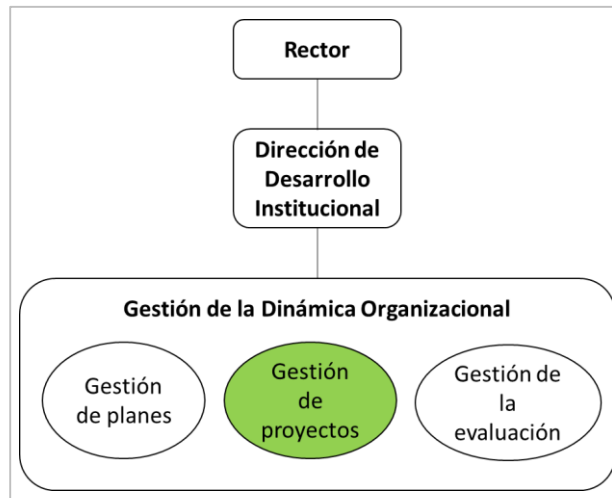 Rector
Dirección de
Desarrollo
Institucional
Gestión de la Dinámica Organizacional
Gestión
de planes
Gestión
de
proyectos
Gestión de
la
evaluación